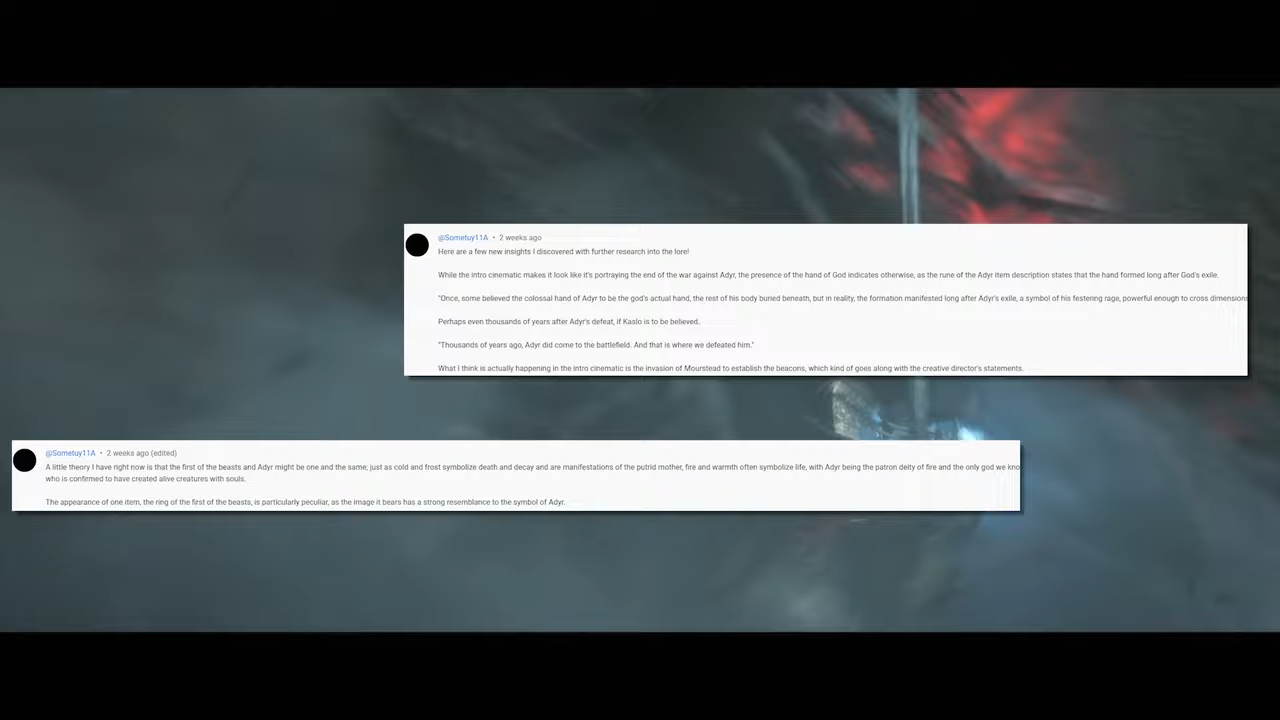 @Sometuy11A • 2 weeks ago
Here are a few new insights I discovered with further research into the lore!
While the intro cinematic makes it look like it's portraying the end of the war against Adyr, the presence of the hand of God indicates otherwise, as the rune of the Adyr item description states that the hand formed long after God's exile.
"Once, some believed the colossal hand of Adyr to be the god's actual hand, the rest of his body buried beneath, but in reality, the formation manifested long after Adyr's exile, a symbol of his festering rage, powerful enough to cross dimensions
Perhaps even thousands of years after Adyr's defeat, if Kaslo is to be believed.
"Thousands of years ago, Adyr did come to the battlefield. And that is where we defeated him."
What I think is actually happening in the intro cinematic is the invasion of Mournstead to establish the beacons, which kind of goes along with the creative director's statements.
@Sometuy11A • 2 weeks ago (edited)
A little theory I have right now is that the first of the beasts and Adyr might be one and the same; just as cold and frost symbolize death and decay and are manifestations of the putrid mother, fire and warmth often symbolize life, with Adyr being the patron deity of fire and the only god we kno
who is confirmed to have created alive creatures with souls.
The appearance of one item, the ring of the first of the beasts, is particularly peculiar, as the image it bears has a strong resemblance to the symbol of Adyr.